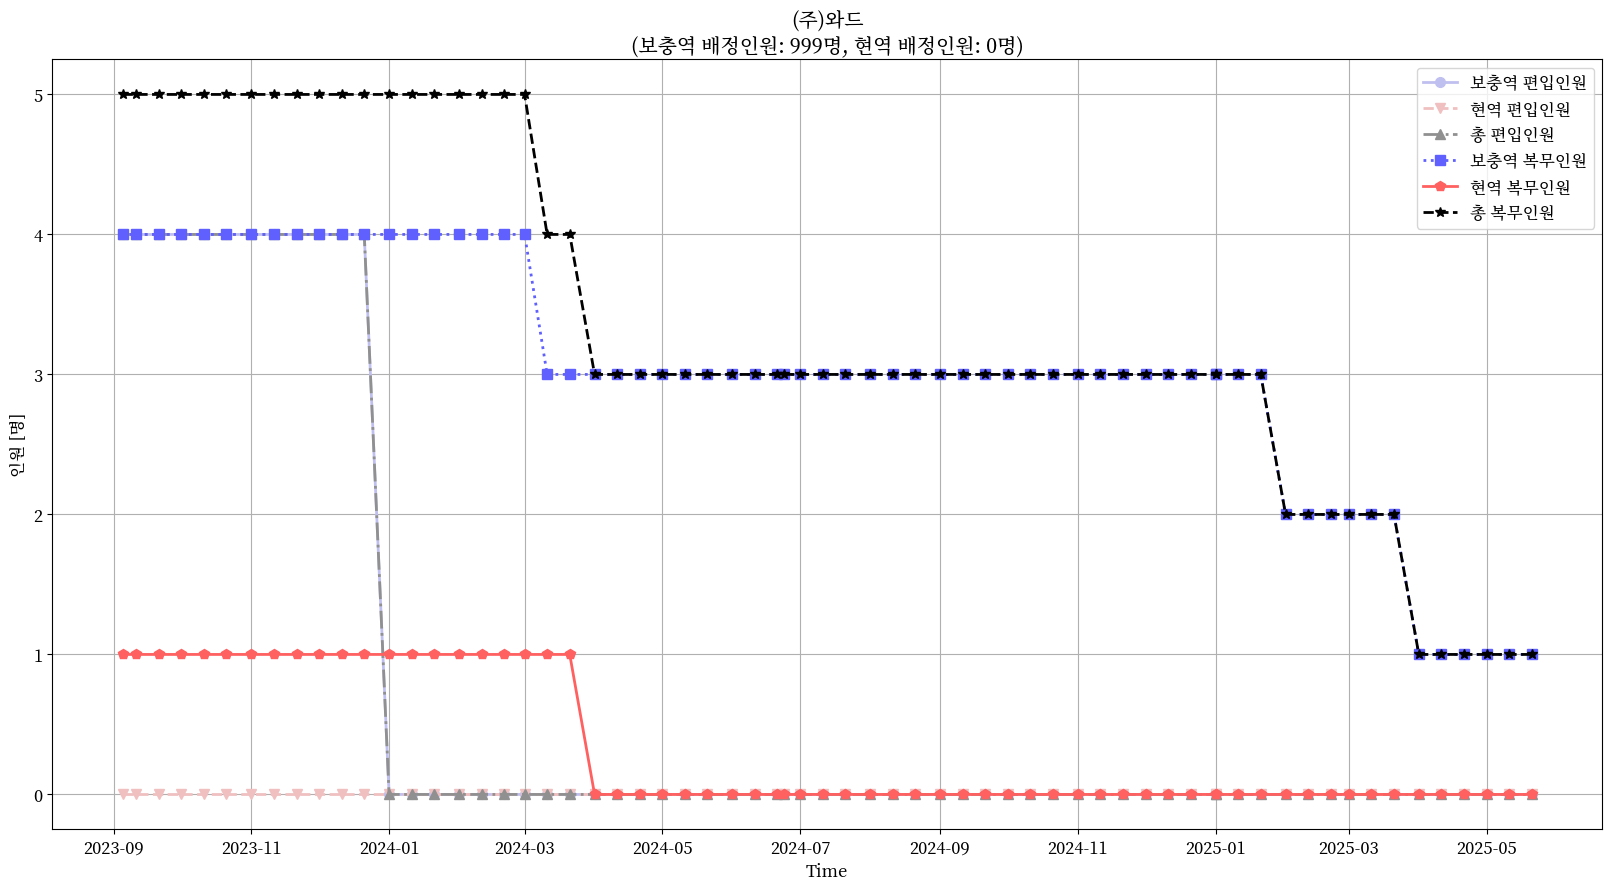 (주)와드
(보충역 배정인원: 999명, 현역 배정인원: 0명)
보충역 편입인원
현역 편입인원
총 편입인원
보충역 복무인원
현역 복무인원
총 복무인원
인원 [명]
5
4
3
2
1
0
2023-09 2023-11 2024-01 2024-03 2024-05 2024-07 2024-09 2024-11 2025-01 2025-03 2025-05
Time